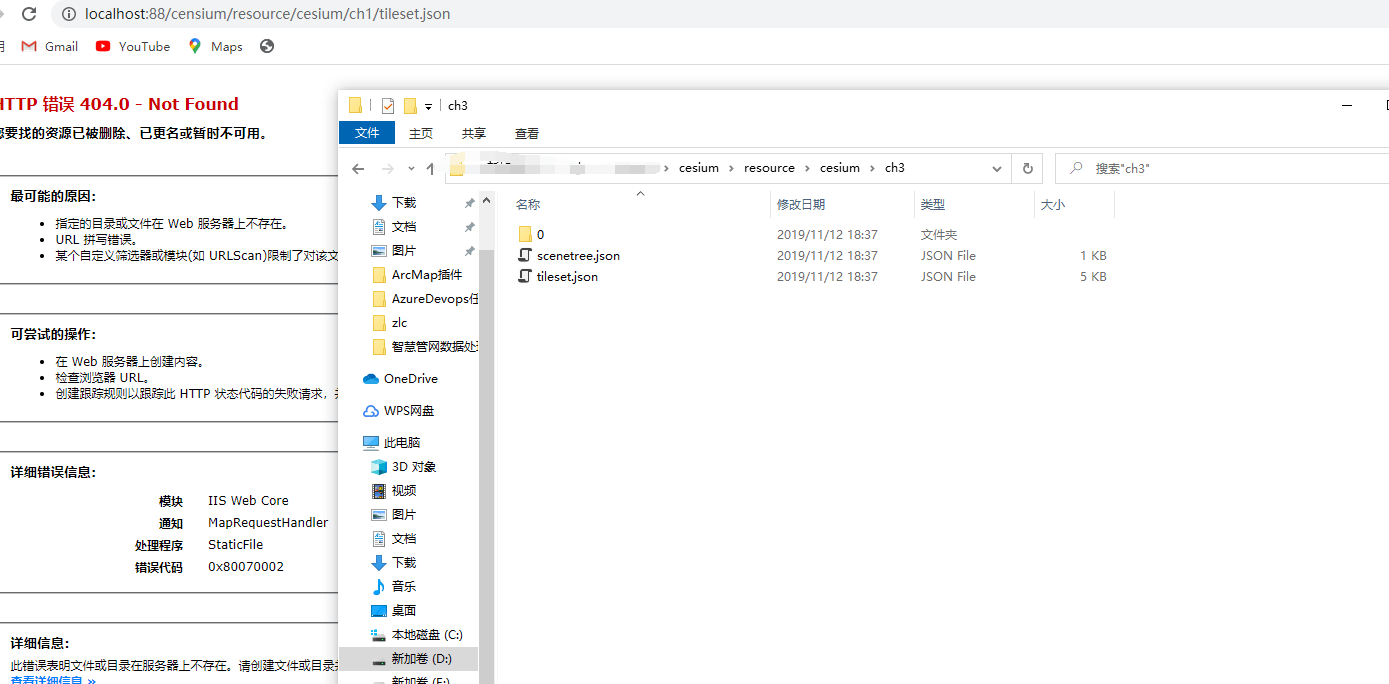 localhost:88/censium/resource/cesium/ch1/tileset.json
Gmail YouTube Maps
HTTP 错误 404.0 - Not Found
您要找的资源已被删除、已更名或暂时不可用。
最可能的原因:
指定的目录或文件在 Web 服务器上不存在。
URL 拼写错误。
某个自定义筛选器或模块(如 URLScan)限制了对该文
可尝试的操作:
在 Web 服务器上创建内容。
检查浏览器 URL。
创建跟踪规则以跟踪此 HTTP 状态代码的失败请求,
详细错误信息:
模块 IIS Web Core
通知 MapRequestHandler
处理程序 StaticFile
错误代码 0x80070002
详细信息:
此错误表明文件或目录在服务器上不存在。请创建文件或目录
查看详细信息 »
ch3
文件 主页 共享 查看
cesium › resource › cesium › ch3
搜索"ch3"
下载
文档
图片
ArcMap插件
AzureDevops任
zlc
智慧管网数据处
OneDrive
WPS网盘
此电脑
3D 对象
视频
图片
文档
下载
音乐
桌面
本地磁盘 (C:)
新加卷 (D:)
新加卷 (E:)
名称 修改日期 类型 大小
0 2019/11/12 18:37 文件夹
scenetree.json 2019/11/12 18:37 JSON File 1 KB
tileset.json 2019/11/12 18:37 JSON File 5 KB